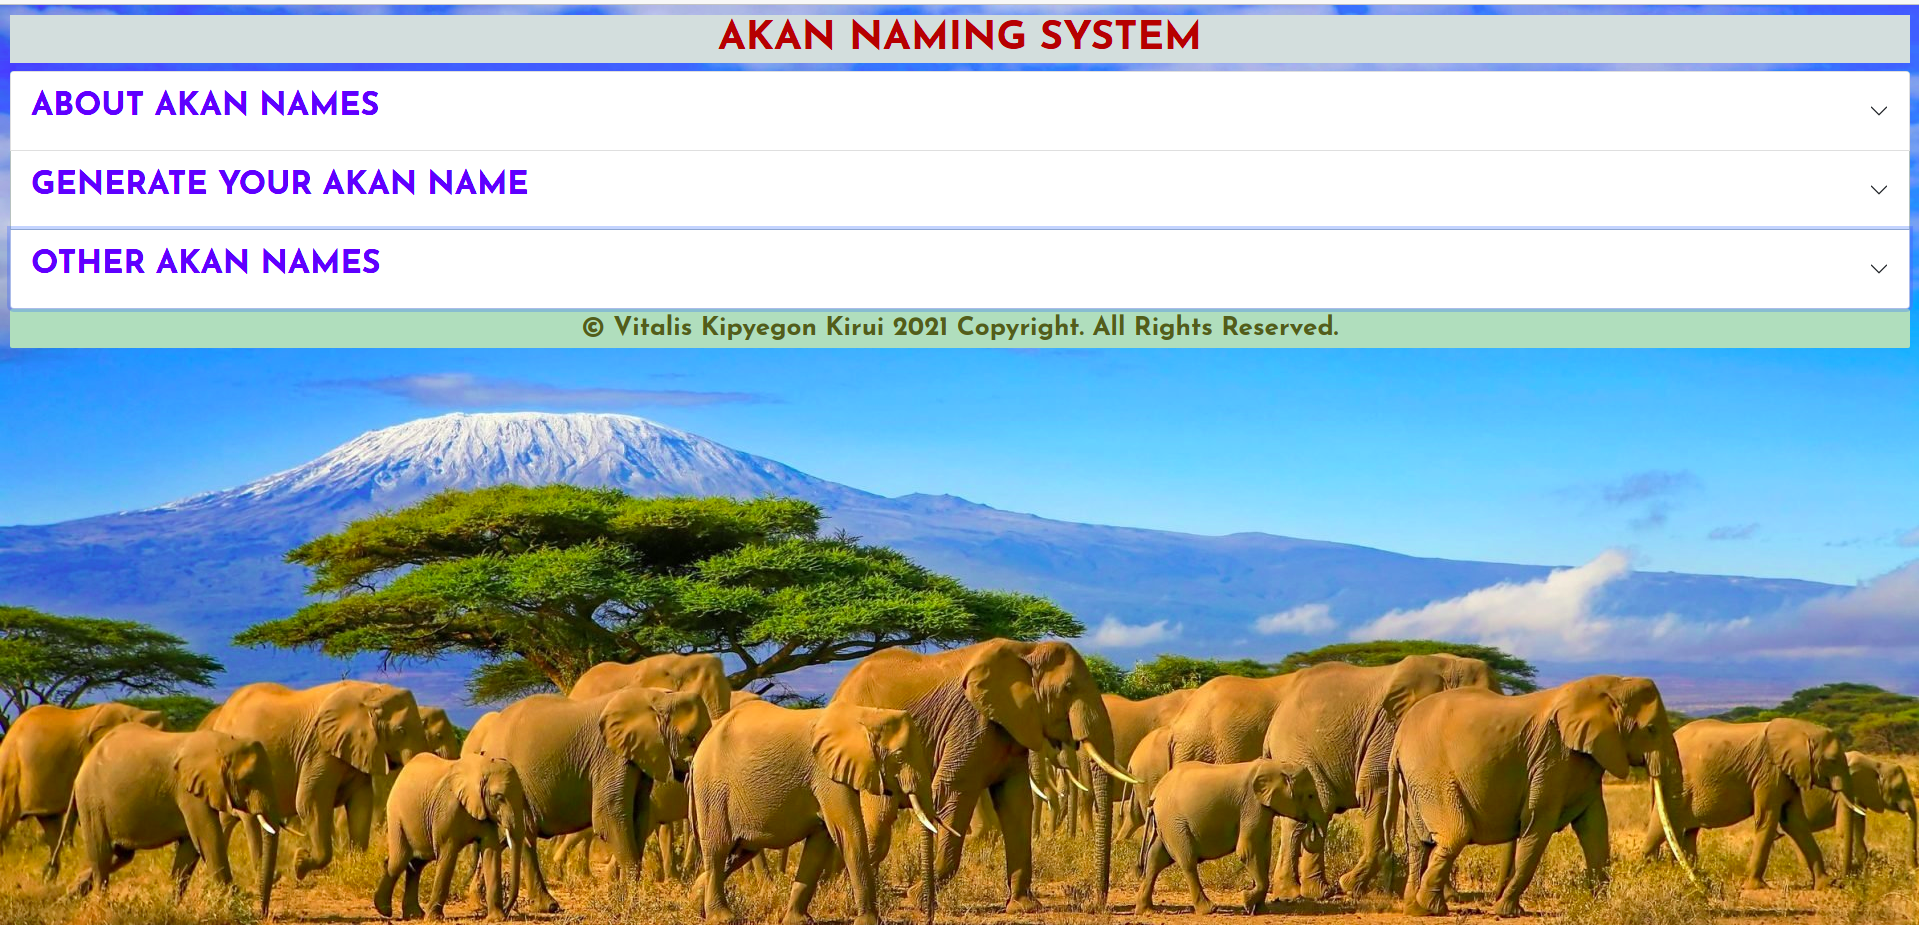 AKAN NAMING SYSTEM
ABOUT AKAN NAMES
GENERATE YOUR AKAN NAME
OTHER AKAN NAMES
© Vitalis Kipyegon Kirui 2021 Copyright. All Rights Reserved.